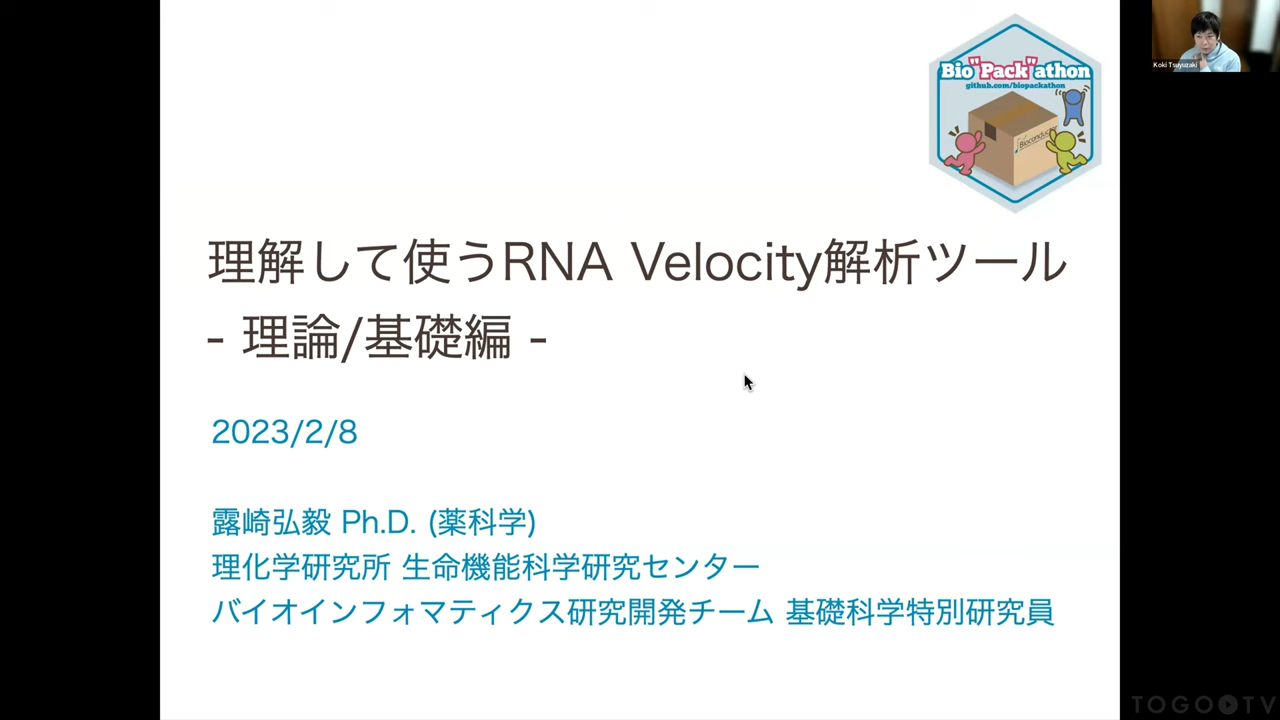 Bio"Pack"athon
github.com/biopackathon
Bioconductor
Koki Tsuyuzaki
理解して使うRNA Velocity解析ツール
- 理論/基礎編 -
2023/2/8
露崎弘毅 Ph.D. (薬科学)
理化学研究所 生命機能科学研究センター
バイオインフォマティクス研究開発チーム 基礎科学特別研究員
TOGOTV